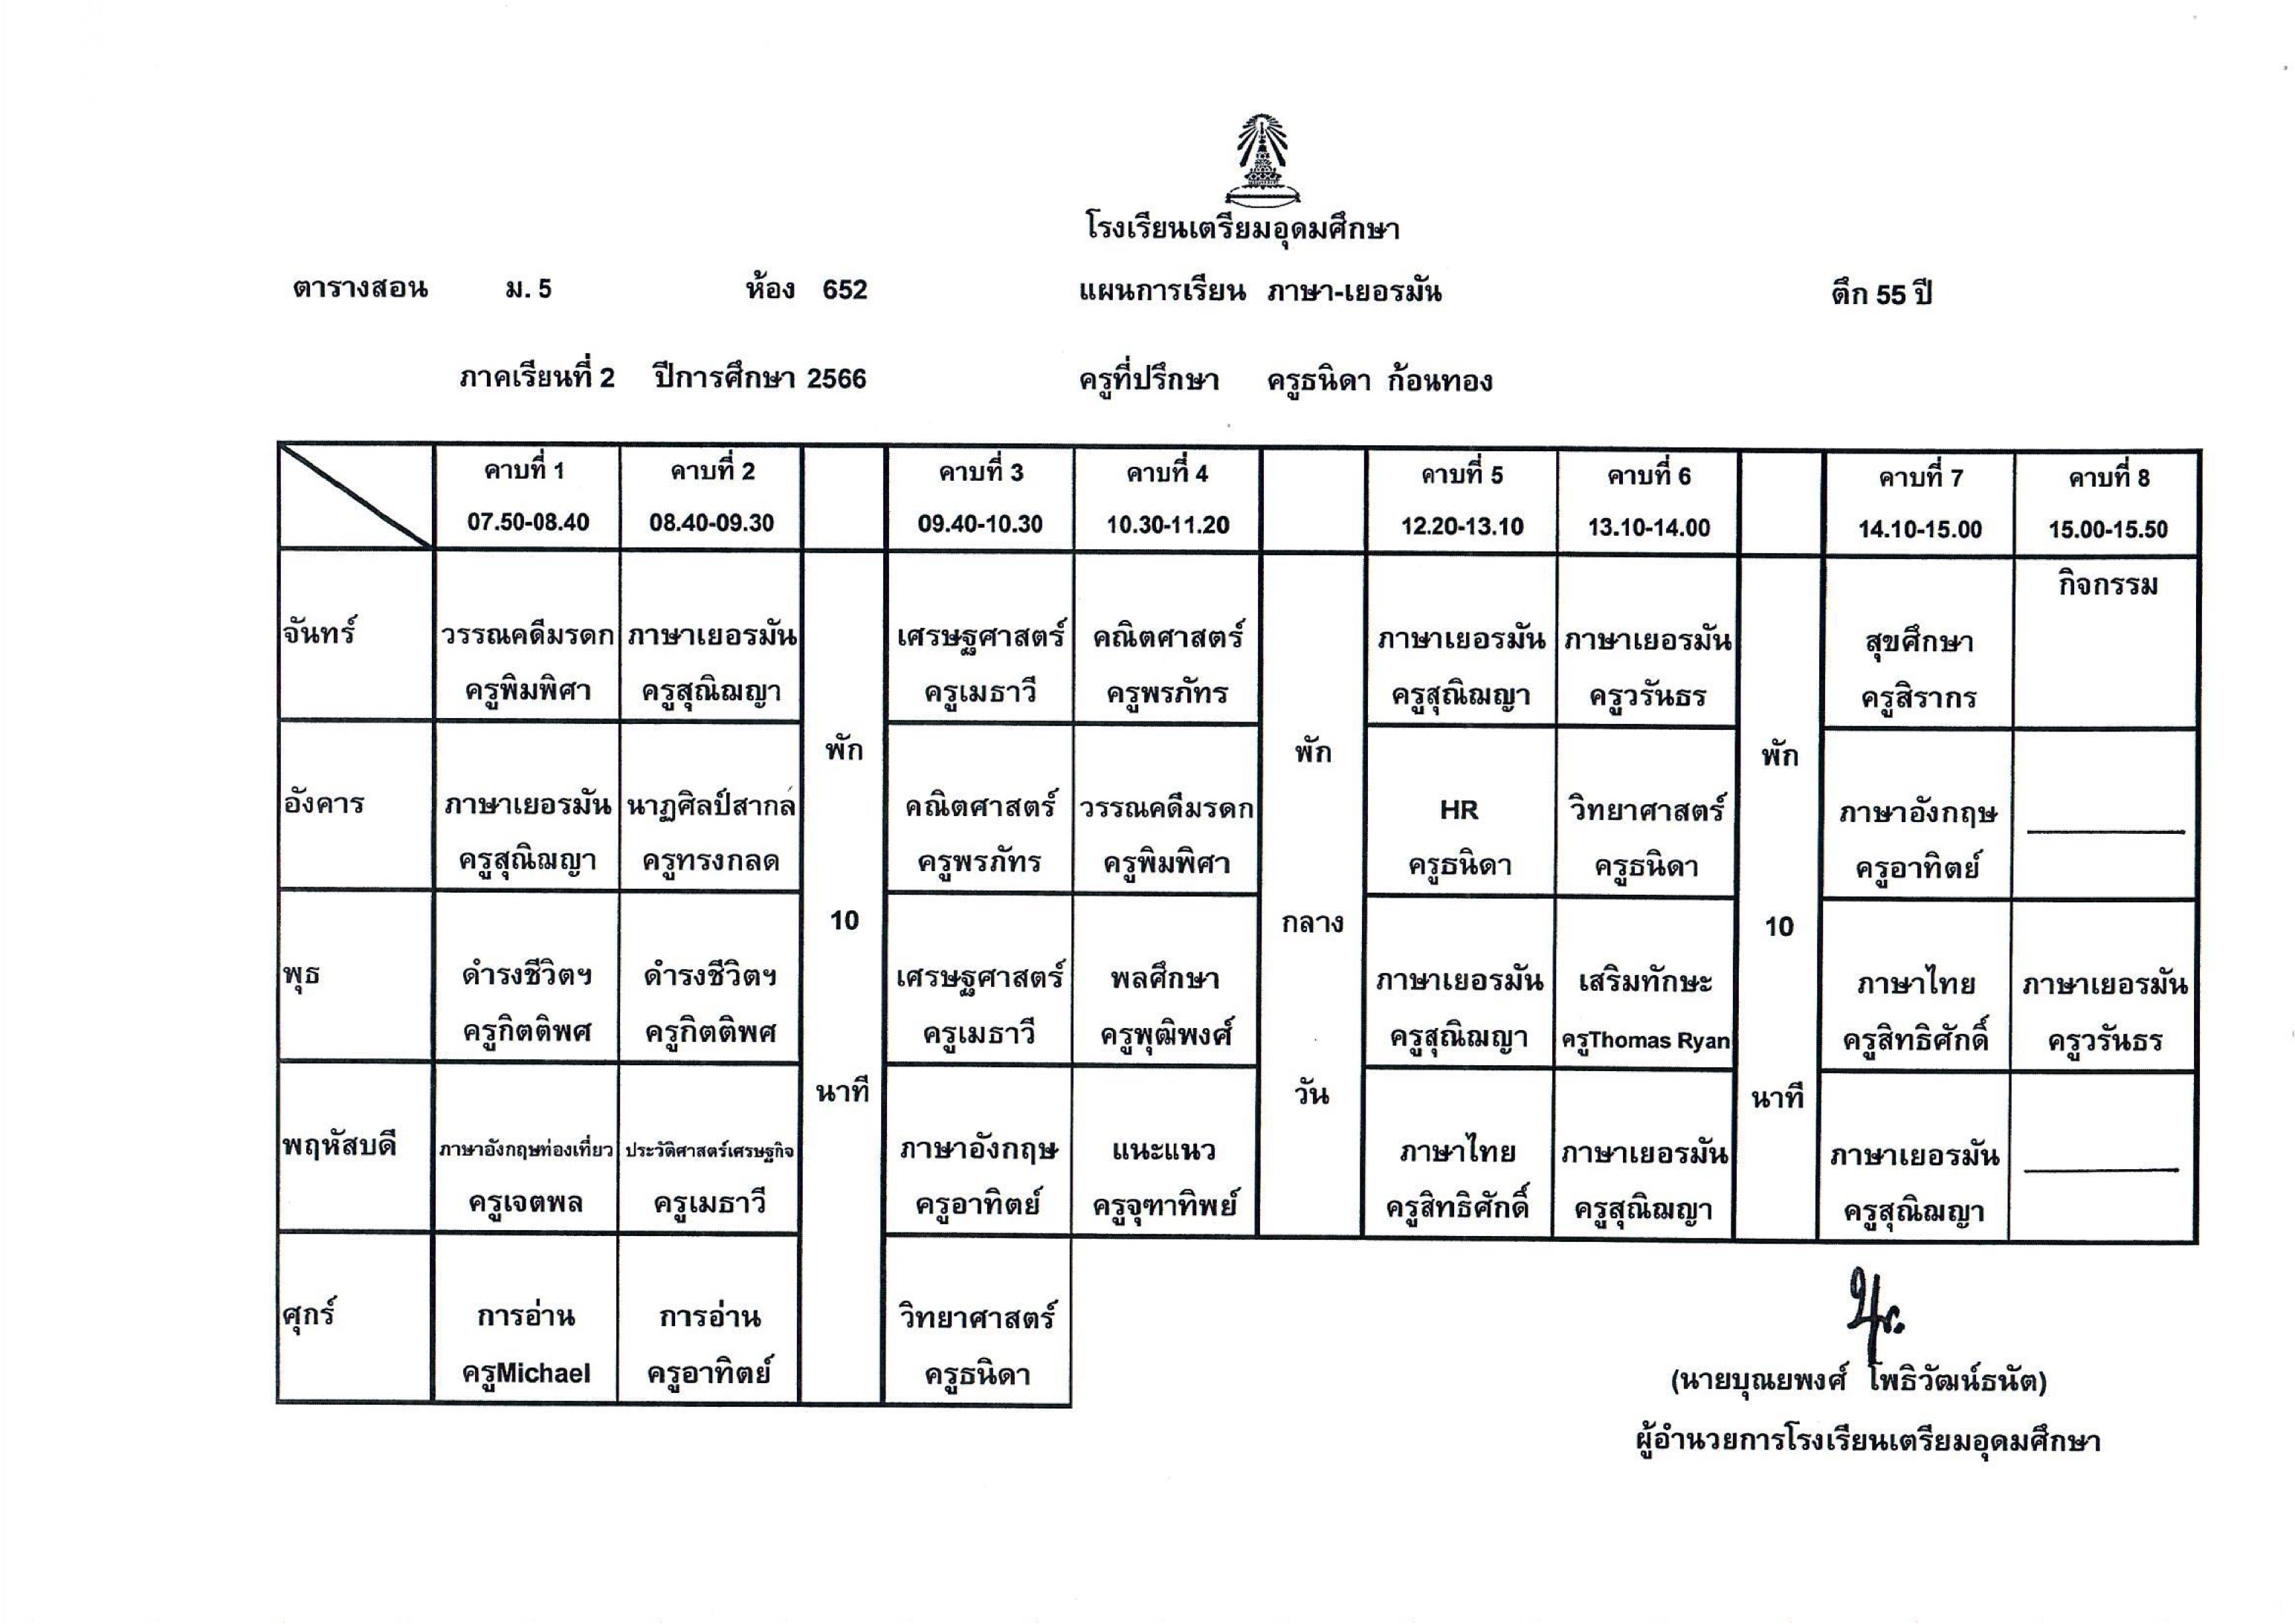 โรงเรียนเตรียมอุดมศึกษา
ตารางสอน ม. 5 ห้อง 652 แผนการเรียน ภาษา-เยอรมัน ตึก 55 ปี
ภาคเรียนที่ 2 ปีการศึกษา 2566 ครูที่ปรึกษา ครูธนิดา ก้อนทอง
คาบที่ 1 คาบที่ 2 คาบที่ 3 คาบที่ 4 คาบที่ 5 คาบที่ 6 คาบที่ 7 คาบที่ 8
07.50-08.40 08.40-09.30 09.40-10.30 10.30-11.20 12.20-13.10 13.10-14.00 14.10-15.00 15.00-15.50
กิจกรรม
จันทร์ วรรณคดีมรดก ภาษาเยอรมัน เศรษฐศาสตร์ คณิตศาสตร์ ภาษาเยอรมัน ภาษาเยอรมัน สุขศึกษา
ครูพิมพิศา ครูสุณิฌญา ครูเมธาวี ครูพรภัทร ครูสุณิฌญา ครูวรันธร ครูสิรากร
พัก พัก พัก
อังคาร ภาษาเยอรมัน นาฏศิลป์สากล คณิตศาสตร์ วรรณคดีมรดก HR วิทยาศาสตร์ ภาษาอังกฤษ
ครูสุณิฌญา ครูทรงกลด ครูพรภัทร ครูพิมพิศา ครูธนิดา ครูธนิดา ครูอาทิตย์
10 กลาง 10
พุธ ดำรงชีวิตฯ ดำรงชีวิตฯ เศรษฐศาสตร์ พลศึกษา ภาษาเยอรมัน เสริมทักษะ ภาษาไทย ภาษาเยอรมัน
ครูกิตติพศ ครูกิตติพศ ครูเมธาวี ครูพุฒิพงศ์ ครูสุณิฌญา ครูThomas Ryan ครูสิทธิศักดิ์ ครูวรันธร
นาที วัน นาที
พฤหัสบดี ภาษาอังกฤษท่องเที่ยว ประวัติศาสตร์เศรษฐกิจ ภาษาอังกฤษ แนะแนว ภาษาไทย ภาษาเยอรมัน ภาษาเยอรมัน
ครูเจตพล ครูเมธาวี ครูอาทิตย์ ครูจุฑาทิพย์ ครูสิทธิศักดิ์ ครูสุณิฌญา ครูสุณิฌญา
ศุกร์ การอ่าน การอ่าน วิทยาศาสตร์
ครูMichael ครูอาทิตย์ ครูธนิดา
(นายบุณยพงศ์ โพธิวัฒน์ธนัต)
ผู้อำนวยการโรงเรียนเตรียมอุดมศึกษา